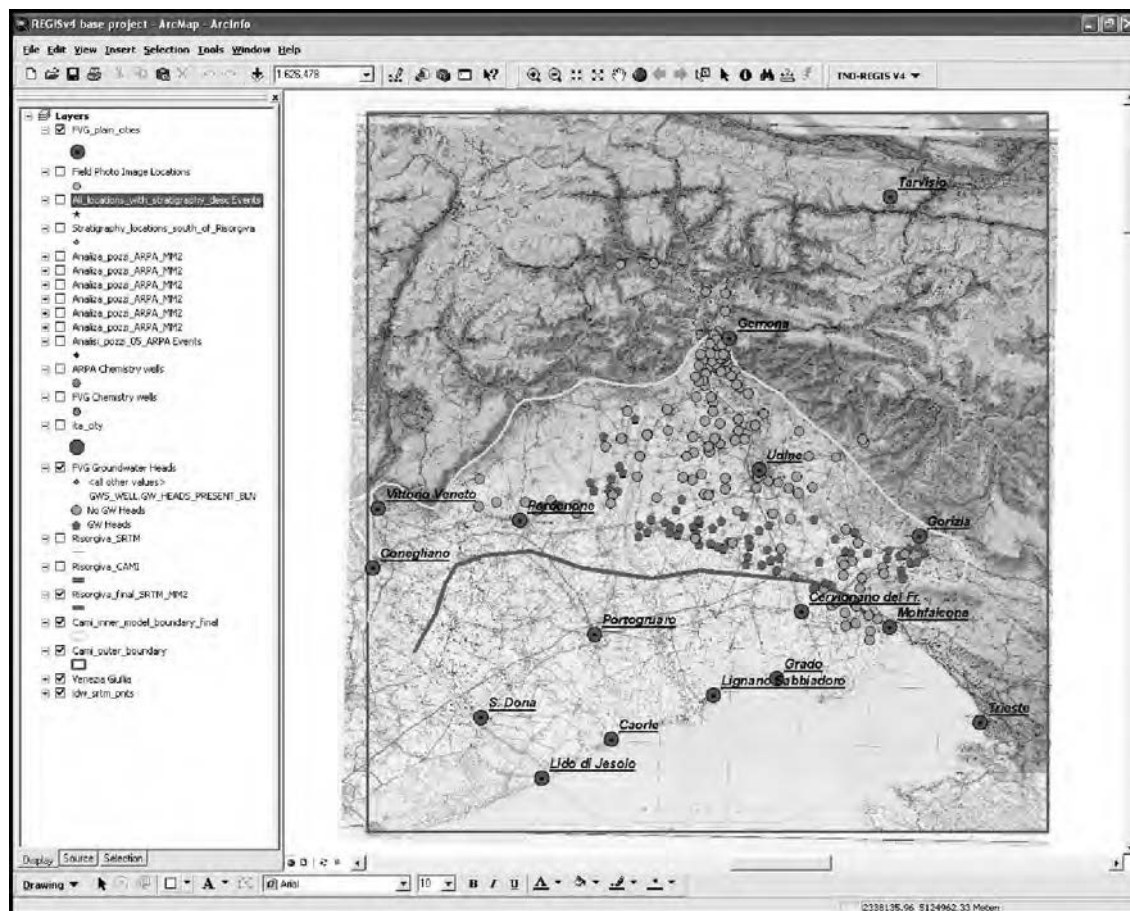 REGISv4 base project - ArcMap - ArcInfo
File Edit View Insert Selection Tools Window Help
1:626,478
TNO-REGIS V4
Layers
FVG_plain_cities
Field Photo Image Locations
All_locations_with_stratigraphy_desc Events
Stratigraphy_locations_south_of_Risorgiva
Analiza_pozzi_ARPA_MM2
Analiza_pozzi_ARPA_MM2
Analiza_pozzi_ARPA_MM2
Analiza_pozzi_ARPA_MM2
Analiza_pozzi_ARPA_MM2
Analiza_pozzi_ARPA_MM2
Analisi_pozzi_05_ARPA Events
ARPA Chemistry wells
FVG Chemistry wells
ita_city
FVG Groundwater Heads
<all other values>
GWS_WELL.GW_HEADS_PRESENT_BLN
No GW Heads
GW Heads
Risorgiva_SRTM
Risorgiva_CAMI
Risorgiva_final_SRTM_MM2
Cami_inner_model_boundary_final
Cami_outer_boundary
Venezia Giulia
idw_srtm_pnts
Tarvisio
Gemona
Udine
Vittorio Veneto
Pordenone
Gorizia
Conegliano
Cervignano del Fr.
Monfalcone
Portogruaro
Grado
Lignano Sabbiadoro
S. Dona
Caorle
Trieste
Lido di Jesolo
Display Source Selection
Drawing
A
Arial
10
B I U A
2338135.96 5124962.33 Meters